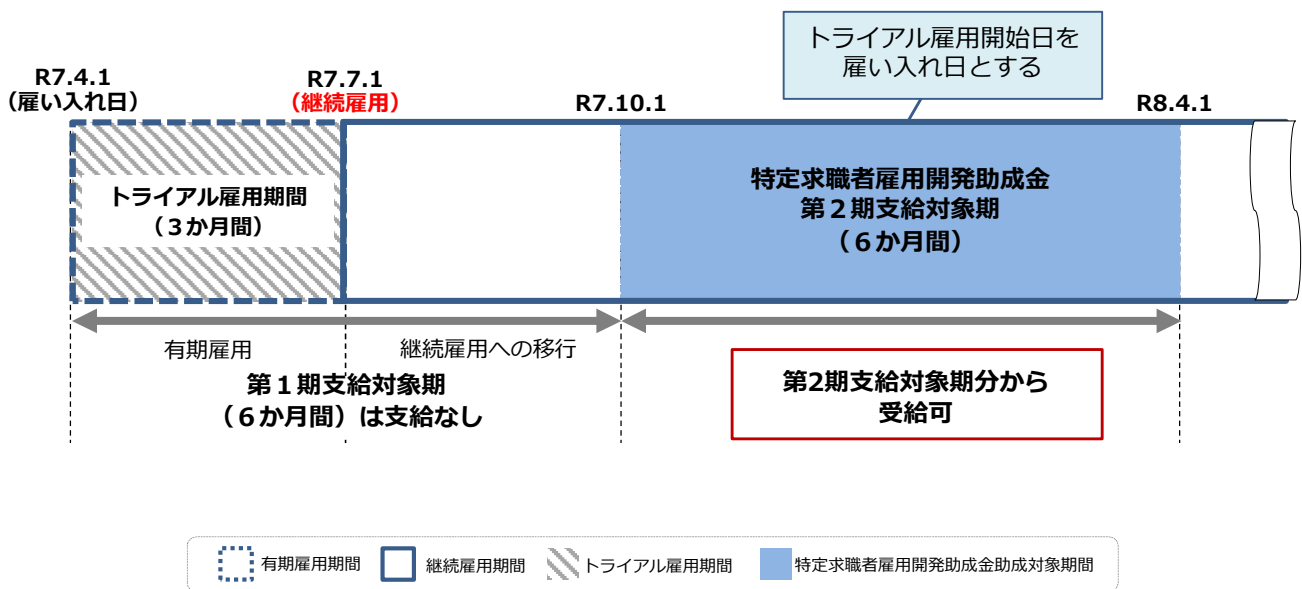 トライアル雇用開始日を
雇い入れ日とする
R7.4.1
（雇い入れ日）
R7.7.1
（継続雇用）
R7.10.1
R8.4.1
トライアル雇用期間
（３か月間）
特定求職者雇用開発助成金
第２期支給対象期
（６か月間）
有期雇用
継続雇用への移行
第１期支給対象期
（６か月間）は支給なし
第2期支給対象期分から
受給可
有期雇用期間
継続雇用期間
トライアル雇用期間
特定求職者雇用開発助成金助成対象期間